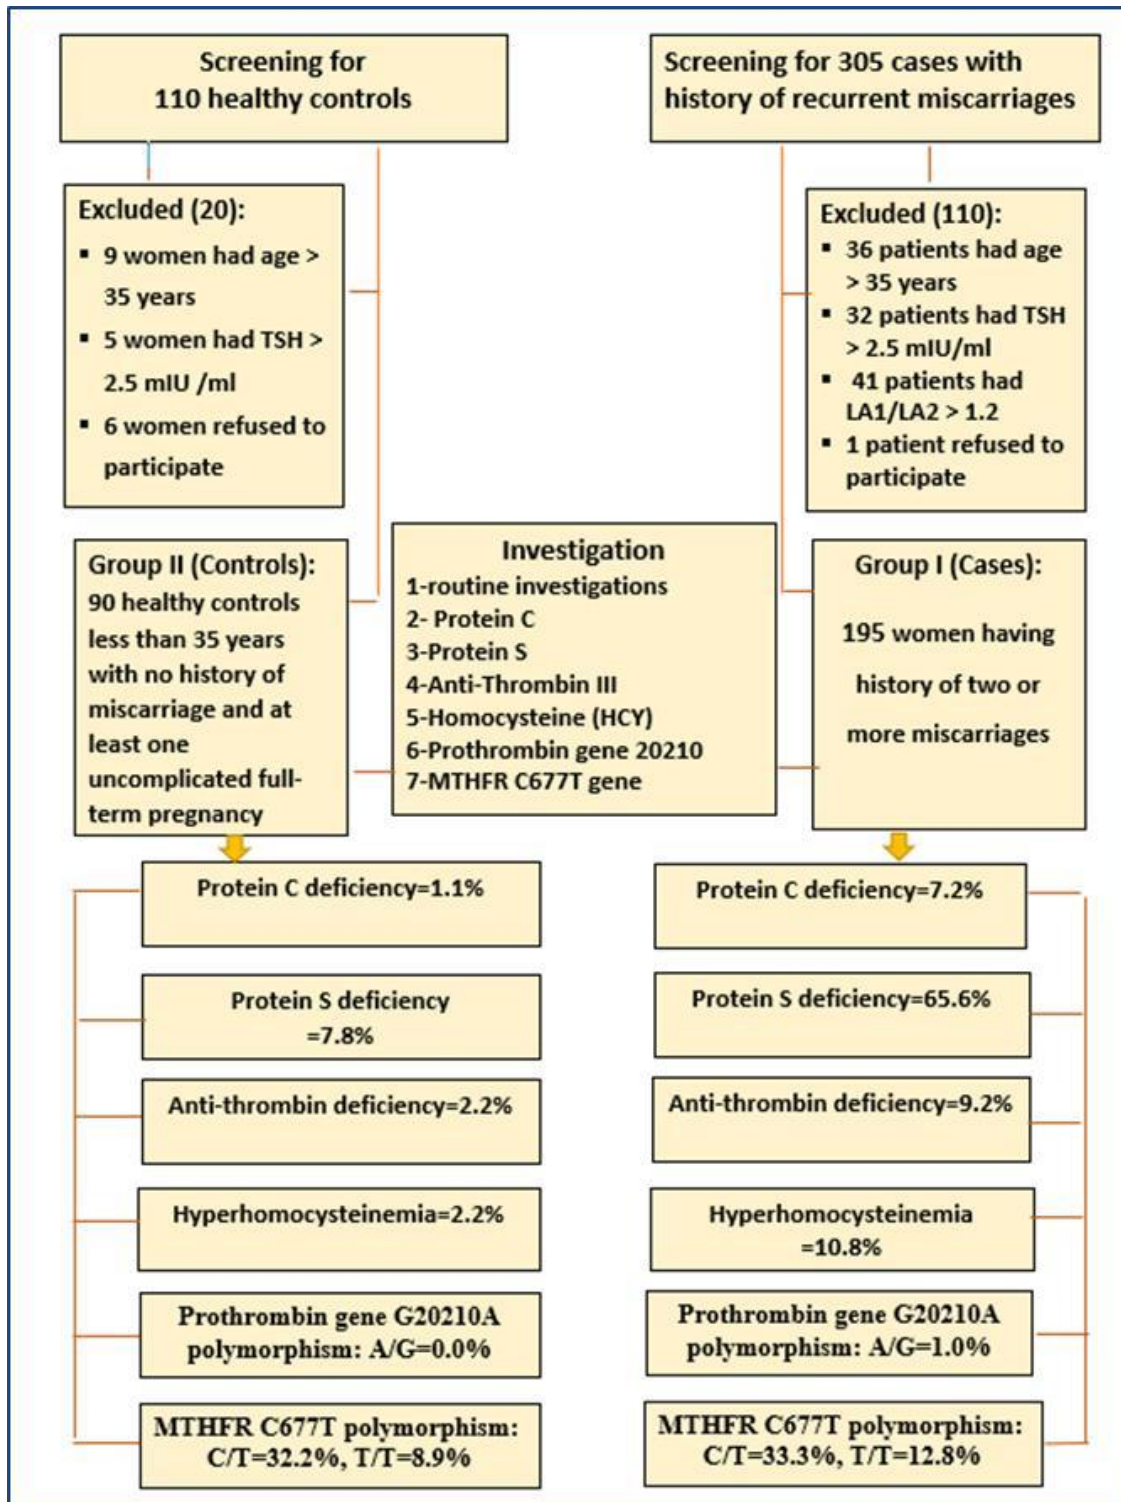 Screening for
110 healthy controls
Screening for 305 cases with
history of recurrent miscarriages
Excluded (20):
▪ 9 women had age >
35 years
▪ 5 women had TSH >
2.5 mIU /ml
▪ 6 women refused to
participate
Excluded (110):
▪ 36 patients had age
> 35 years
▪ 32 patients had TSH
> 2.5 mIU/ml
▪ 41 patients had
LA1/LA2 > 1.2
▪ 1 patient refused to
participate
Group II (Controls):
90 healthy controls
less than 35 years
with no history of
miscarriage and at
least one
uncomplicated full-
term pregnancy
Investigation
1-routine investigations
2- Protein C
3-Protein S
4-Anti-Thrombin III
5-Homocysteine (HCY)
6-Prothrombin gene 20210
7-MTHFR C677T gene
Group I (Cases):
195 women having
history of two or
more miscarriages
Protein C deficiency=1.1%
Protein S deficiency
=7.8%
Anti-thrombin deficiency=2.2%
Hyperhomocysteinemia=2.2%
Prothrombin gene G20210A
polymorphism: A/G=0.0%
MTHFR C677T polymorphism:
C/T=32.2%, T/T=8.9%
Protein C deficiency=7.2%
Protein S deficiency=65.6%
Anti-thrombin deficiency=9.2%
Hyperhomocysteinemia
=10.8%
Prothrombin gene G20210A
polymorphism: A/G=1.0%
MTHFR C677T polymorphism:
C/T=33.3%, T/T=12.8%